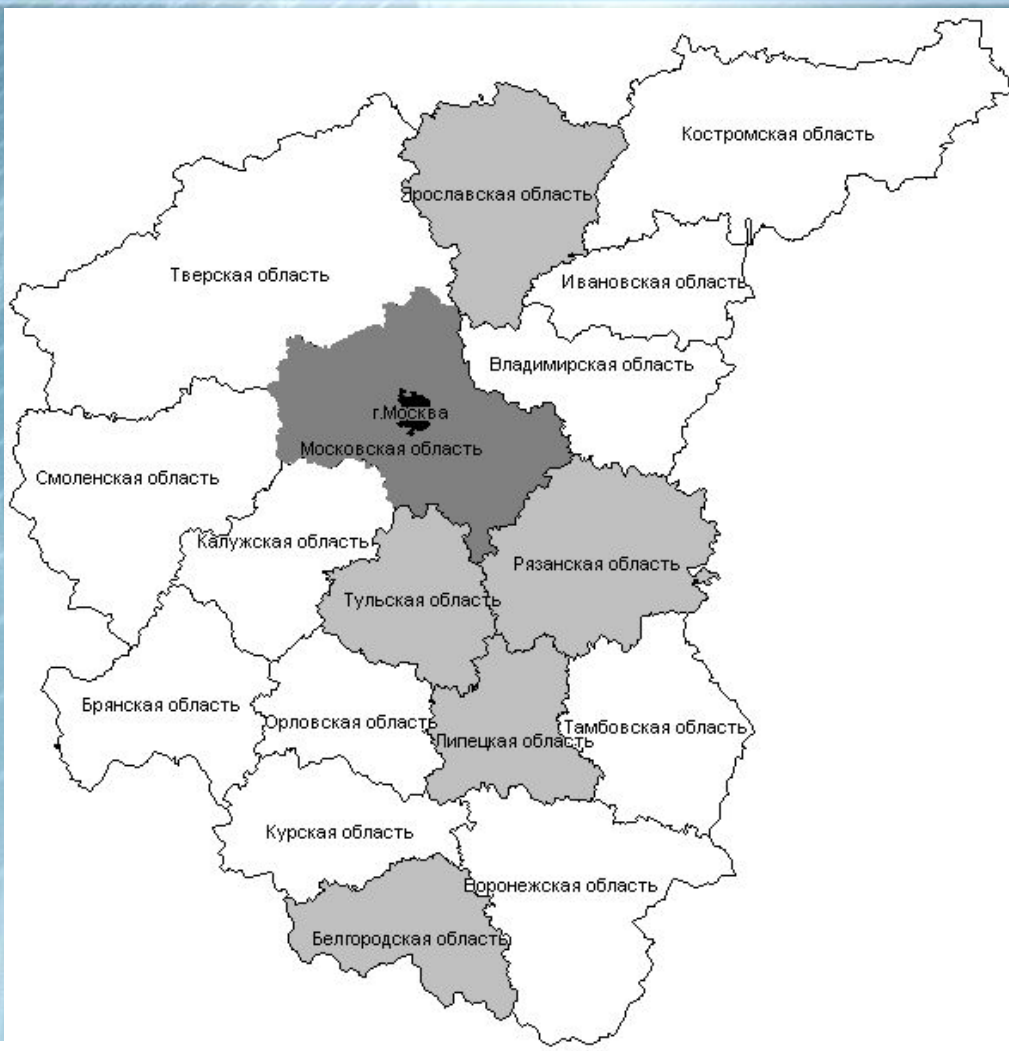 Костромская область
Ярославская область
Тверская область
Ивановская область
Владимирская область
г.Москва
Московская область
Смоленская область
Калужская область
Рязанская область
Тульская область
Брянская область
Орловская область
Тамбовская область
Липецкая область
Курская область
Воронежская область
Белгородская область